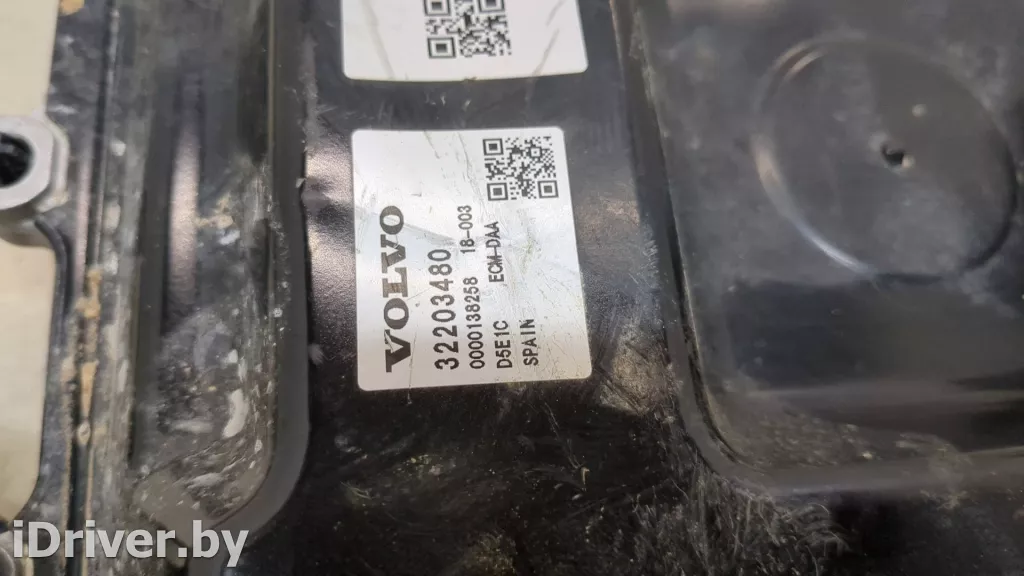 VOLVO
32203480
0000138258 18-003
D5E1C ECM-DAA
SPAIN
iDriver.by